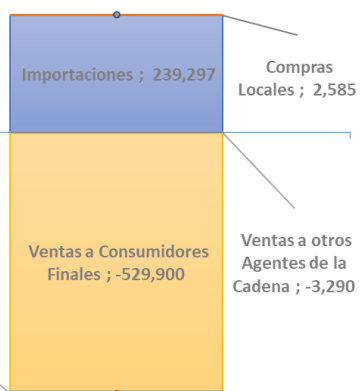 Importaciones ; 239,297
Compras
Locales ; 2,585
Ventas a Consumidores
Finales ; -529,900
Ventas a otros
Agentes de la
Cadena ; -3,290